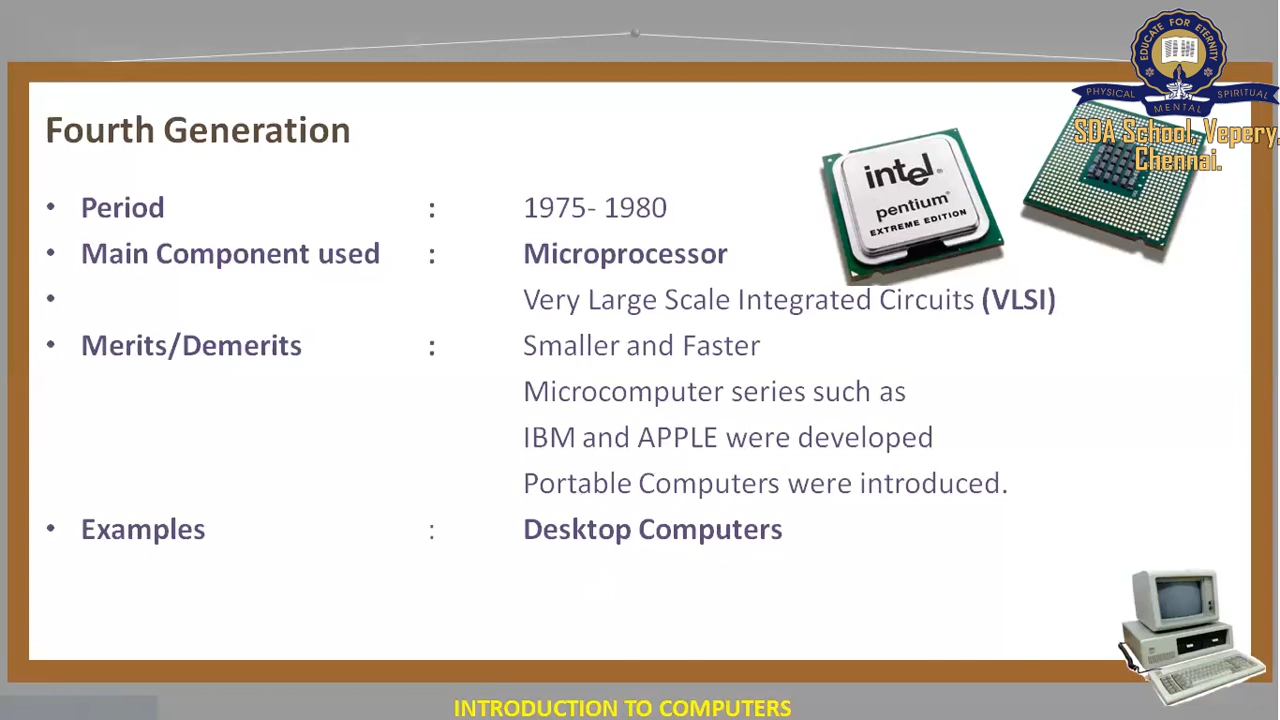 EDUCATE FOR ETERNITY
PHYSICAL MENTAL SPIRITUAL
SDA School, Vepery,
Chennai.
Fourth Generation
intel®
pentium®
EXTREME EDITION
• Period : 1975- 1980
• Main Component used : Microprocessor
• Very Large Scale Integrated Circuits (VLSI)
• Merits/Demerits : Smaller and Faster
Microcomputer series such as
IBM and APPLE were developed
Portable Computers were introduced.
• Examples : Desktop Computers
INTRODUCTION TO COMPUTERS